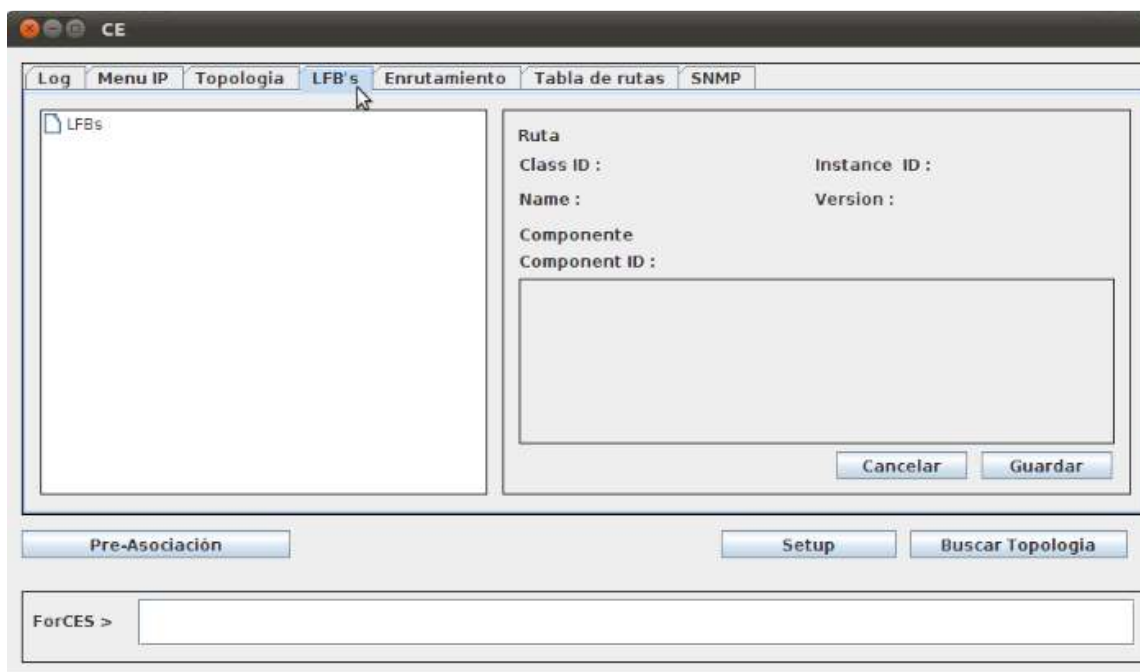 CE
Log Menu IP Topologia LFB's Enrutamiento Tabla de rutas SNMP
LFBs
Ruta
Class ID : Instance ID :
Name : Version :
Componente
Component ID :
Cancelar Guardar
Pre-Asociación Setup Buscar Topologia
ForCES >